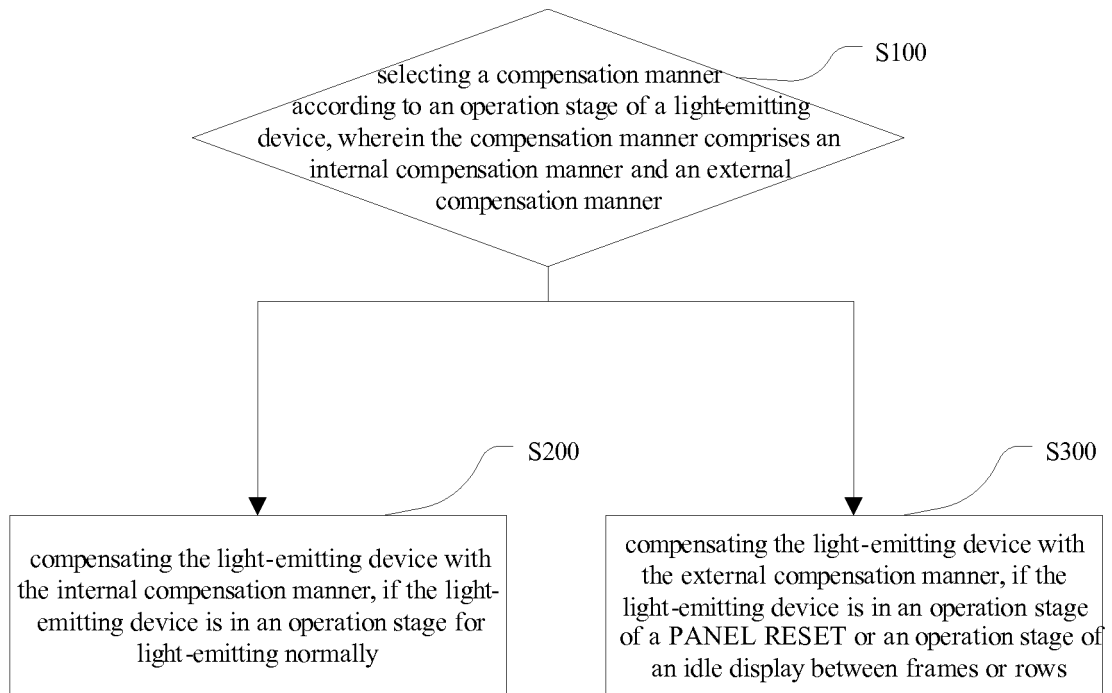 S100
selecting a compensation manner
according to an operation stage of a light-emitting
device, wherein the compensation manner comprises an
internal compensation manner and an external
compensation manner
S200
compensating the light-emitting device with
the internal compensation manner, if the light-
emitting device is in an operation stage for
light-emitting normally
S300
compensating the light-emitting device with
the external compensation manner, if the
light-emitting device is in an operation stage
of a PANEL RESET or an operation stage of
an idle display between frames or rows